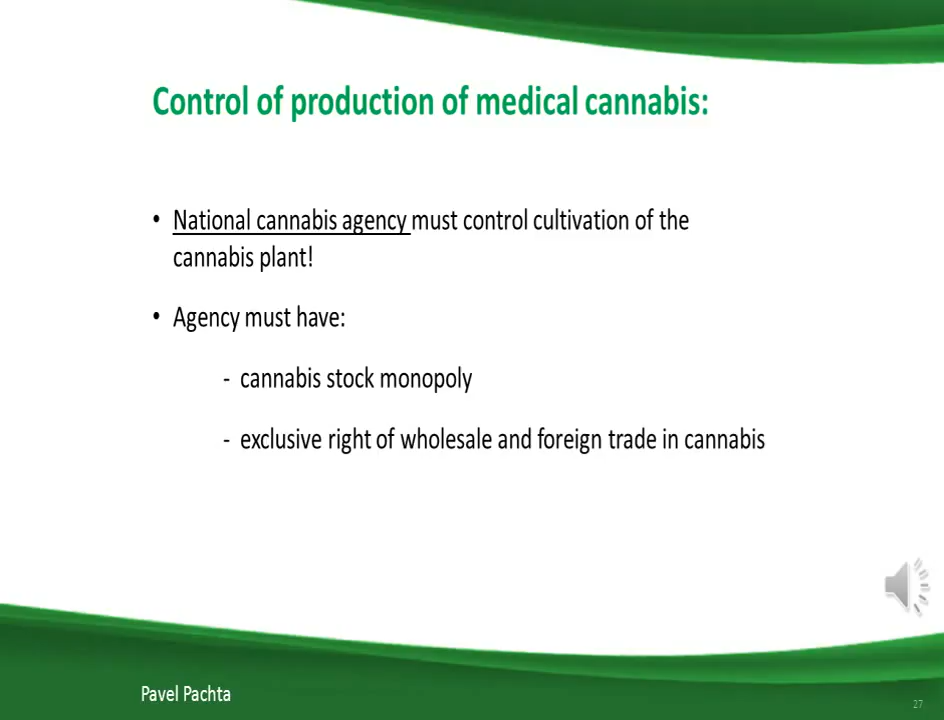 Control of production of medical cannabis:
• National cannabis agency must control cultivation of the
cannabis plant!
• Agency must have:
- cannabis stock monopoly
- exclusive right of wholesale and foreign trade in cannabis
Pavel Pachta
27